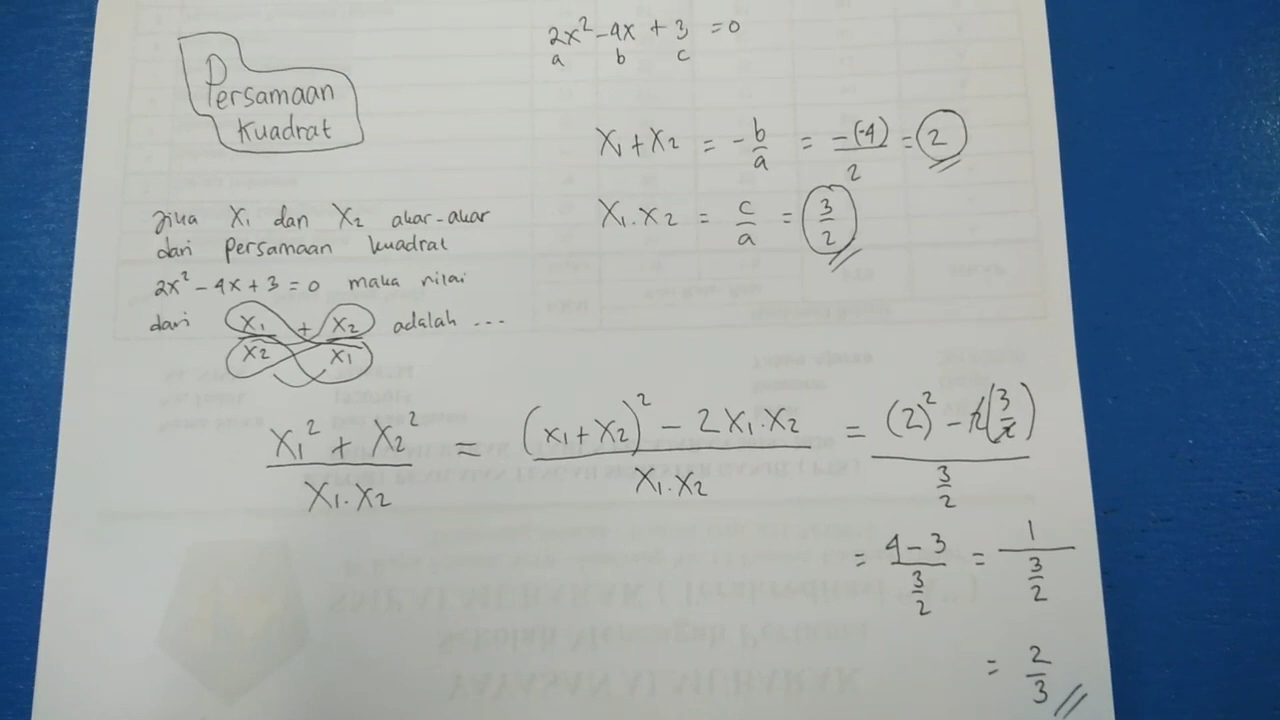 Persamaan
Kuadrat
2x² - 4x + 3 = 0
a b c
x₁ + x₂ = -b/a = -(-4)/2 = 2
x₁ . x₂ = c/a = 3/2
Jika x₁ dan x₂ akar-akar
dari persamaan kuadrat
2x² - 4x + 3 = 0 maka nilai
dari x₁/x₂ + x₂/x₁ adalah ...
(x₁² + x₂²)/(x₁ . x₂) = ((x₁ + x₂)² - 2x₁ . x₂)/(x₁ . x₂) = ((2)² - 2(3/2))/(3/2)
= (4 - 3)/(3/2) = 1/(3/2)
= 2/3